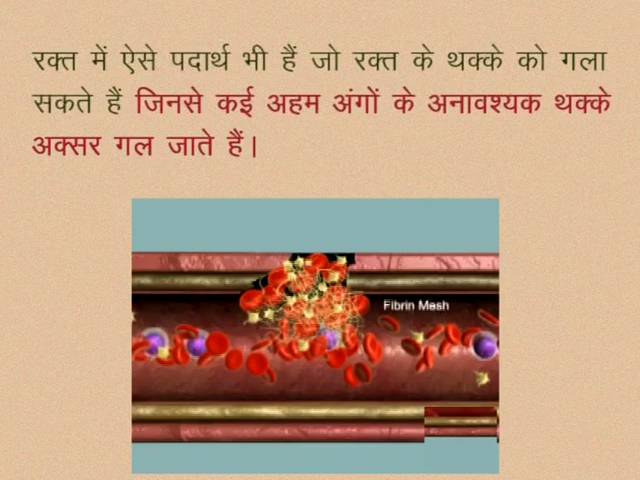 रक्त में ऐसे पदार्थ भी हैं जो रक्त के थक्के को गला
सकते हैं जिनसे कई अहम अंगों के अनावश्यक थक्के
अक्सर गल जाते हैं।
Fibrin Mesh